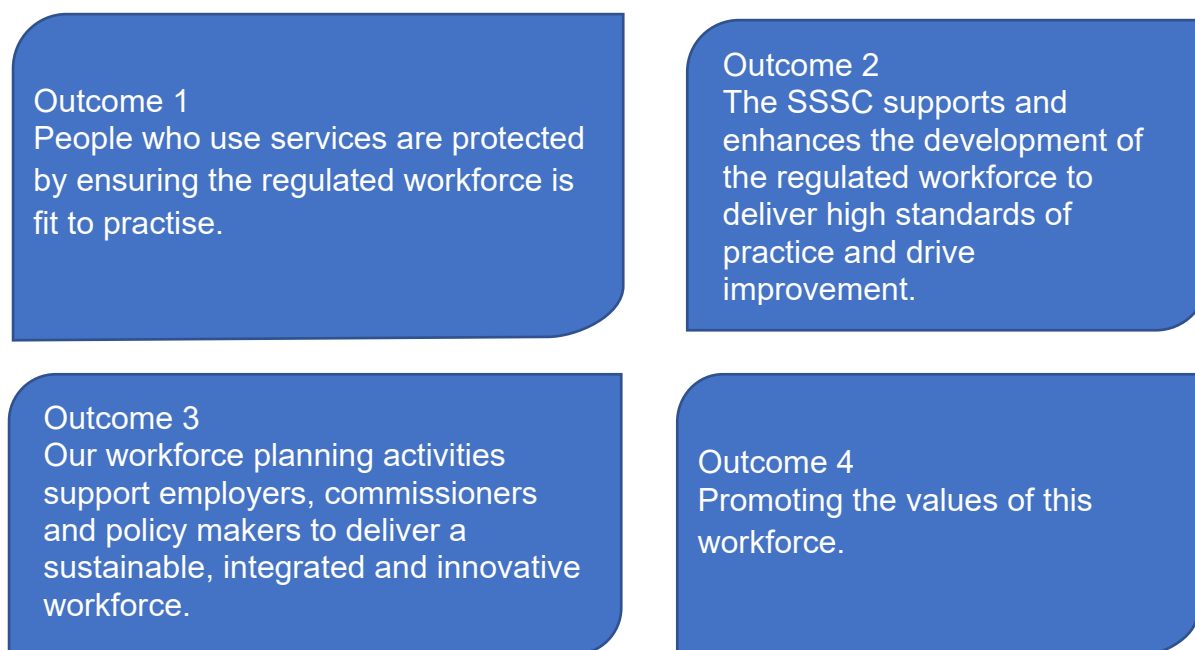 Outcome 1
People who use services are protected
by ensuring the regulated workforce is
fit to practise.
Outcome 2
The SSSC supports and
enhances the development of
the regulated workforce to
deliver high standards of
practice and drive
improvement.
Outcome 3
Our workforce planning activities
support employers, commissioners
and policy makers to deliver a
sustainable, integrated and innovative
workforce.
Outcome 4
Promoting the values of this
workforce.